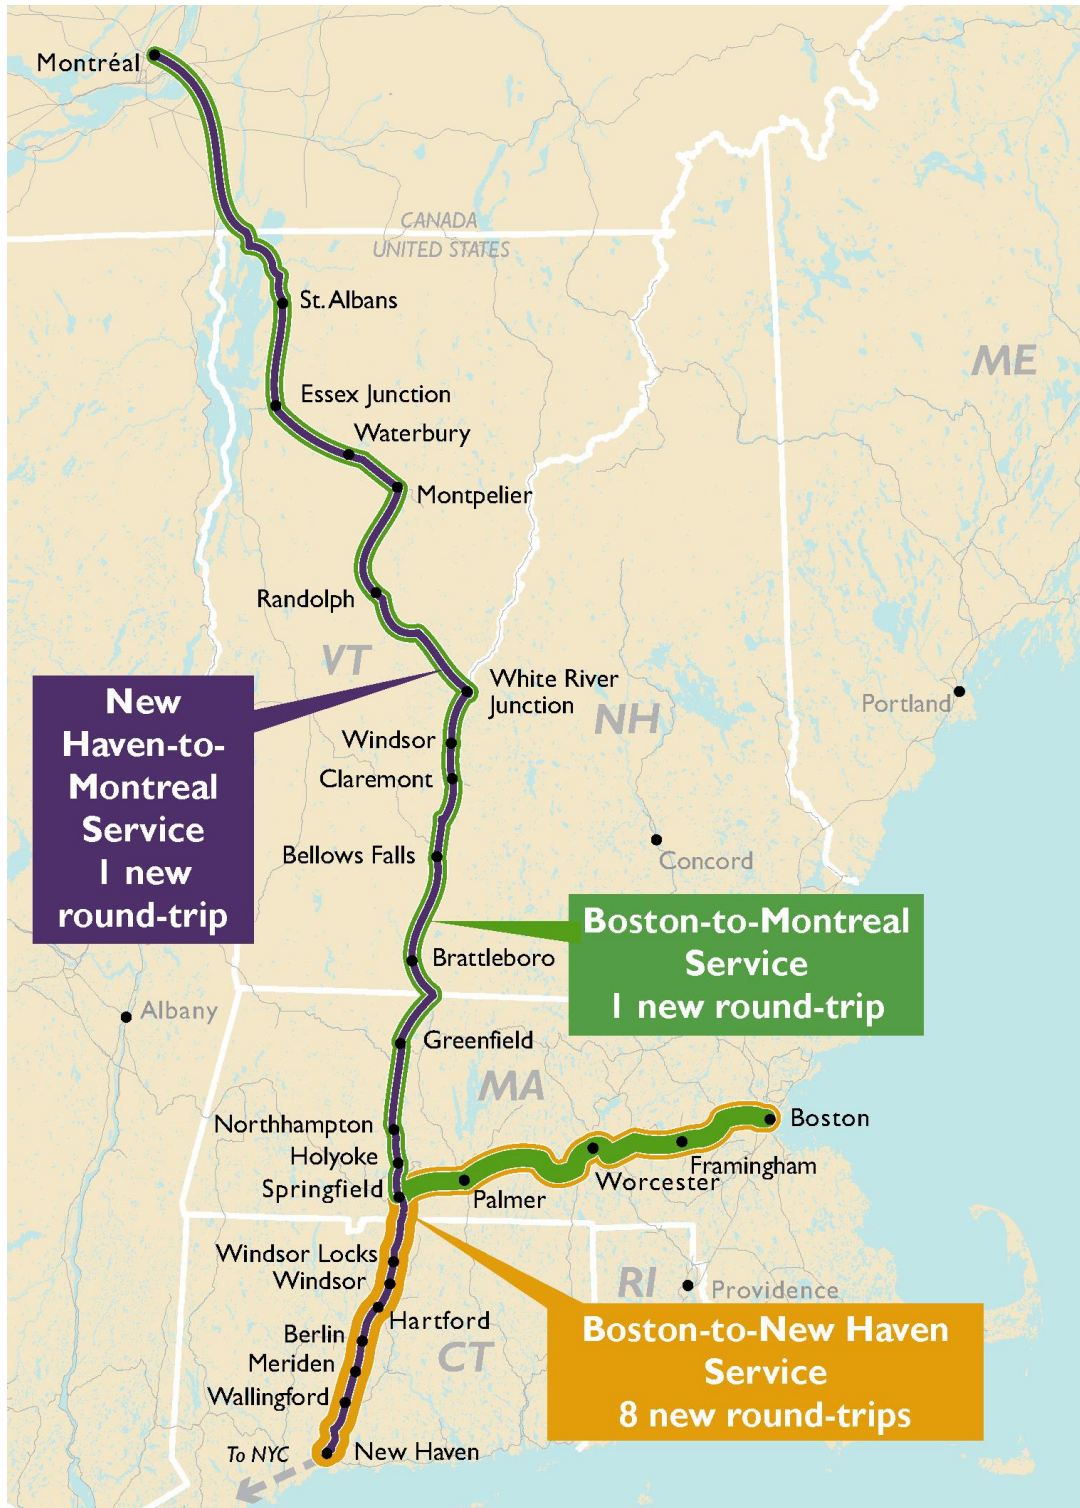 Montréal
CANADA
UNITED STATES
St. Albans
ME
Essex Junction
Waterbury
Montpelier
Randolph
VT
White River
Junction
NH
Portland
New
Haven-to-
Montreal
Service
1 new
round-trip
Windsor
Claremont
Concord
Bellows Falls
Boston-to-Montreal
Service
1 new round-trip
Brattleboro
Albany
Greenfield
MA
Northhampton
Holyoke
Springfield
Boston
Framingham
Worcester
Palmer
Windsor Locks
Windsor
RI
Providence
Hartford
Berlin
CT
Meriden
Wallingford
Boston-to-New Haven
Service
8 new round-trips
To NYC
New Haven